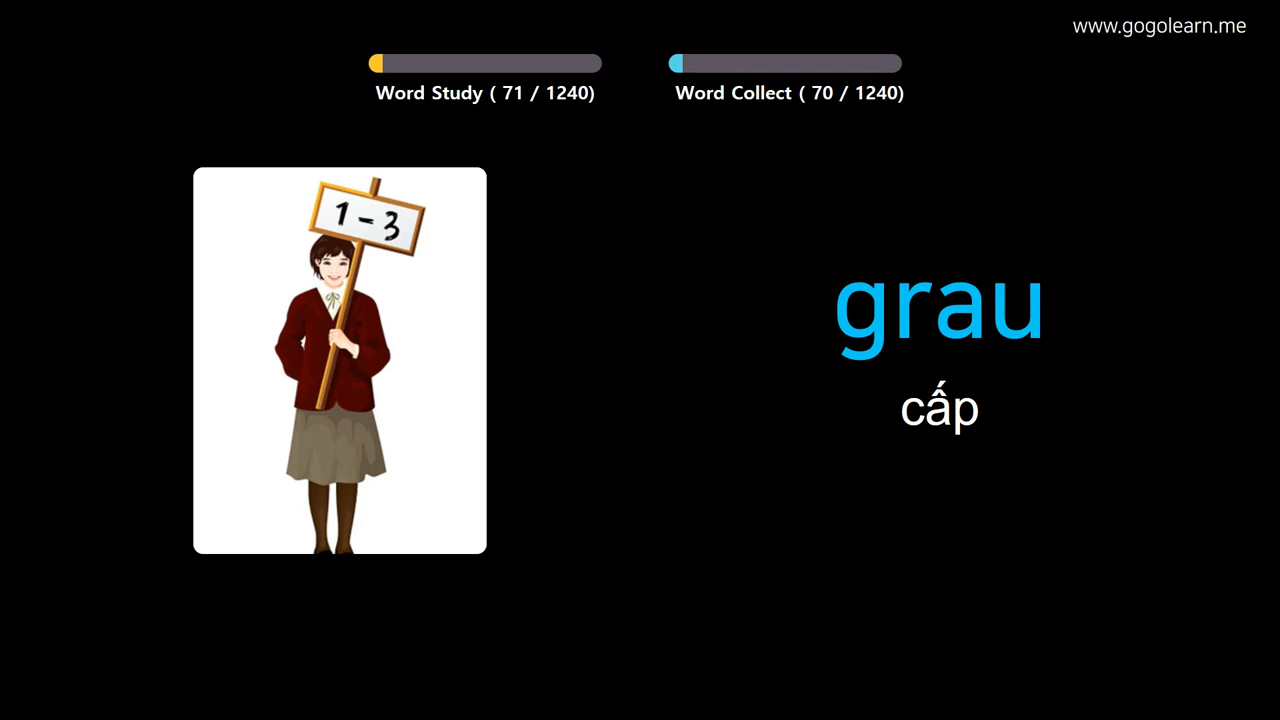 www.gogolearn.me
Word Study ( 71 / 1240)
Word Collect ( 70 / 1240)
1 - 3
grau
cấp